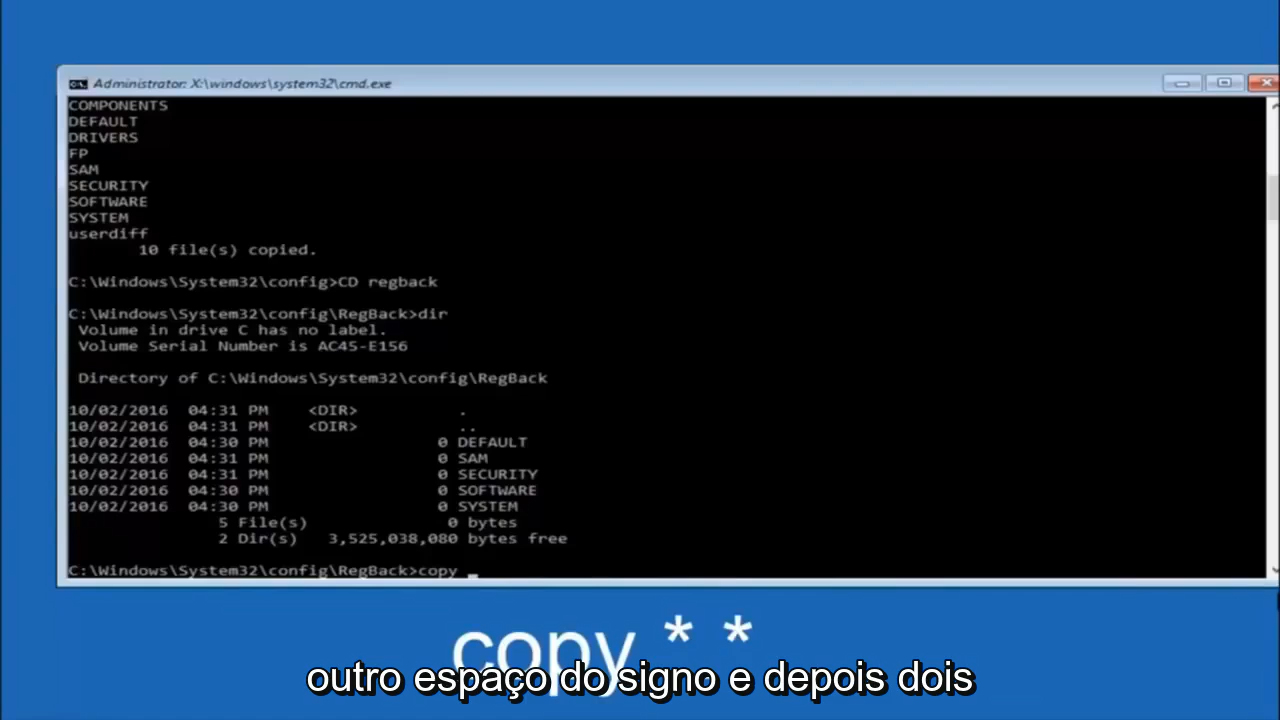 Administrator: X:\windows\system32\cmd.exe
COMPONENTS
DEFAULT
DRIVERS
FP
SAM
SECURITY
SOFTWARE
SYSTEM
userdiff
10 file(s) copied.
C:\Windows\System32\config>CD regback
C:\Windows\System32\config\RegBack>dir
Volume in drive C has no label.
Volume Serial Number is AC45-E156
Directory of C:\Windows\System32\config\RegBack
10/02/2016 04:31 PM <DIR> .
10/02/2016 04:31 PM <DIR> ..
10/02/2016 04:30 PM 0 DEFAULT
10/02/2016 04:31 PM 0 SAM
10/02/2016 04:31 PM 0 SECURITY
10/02/2016 04:30 PM 0 SOFTWARE
10/02/2016 04:30 PM 0 SYSTEM
5 File(s) 0 bytes
2 Dir(s) 3,525,038,080 bytes free
C:\Windows\System32\config\RegBack>copy _
copy * *
outro espaço do signo e depois dois